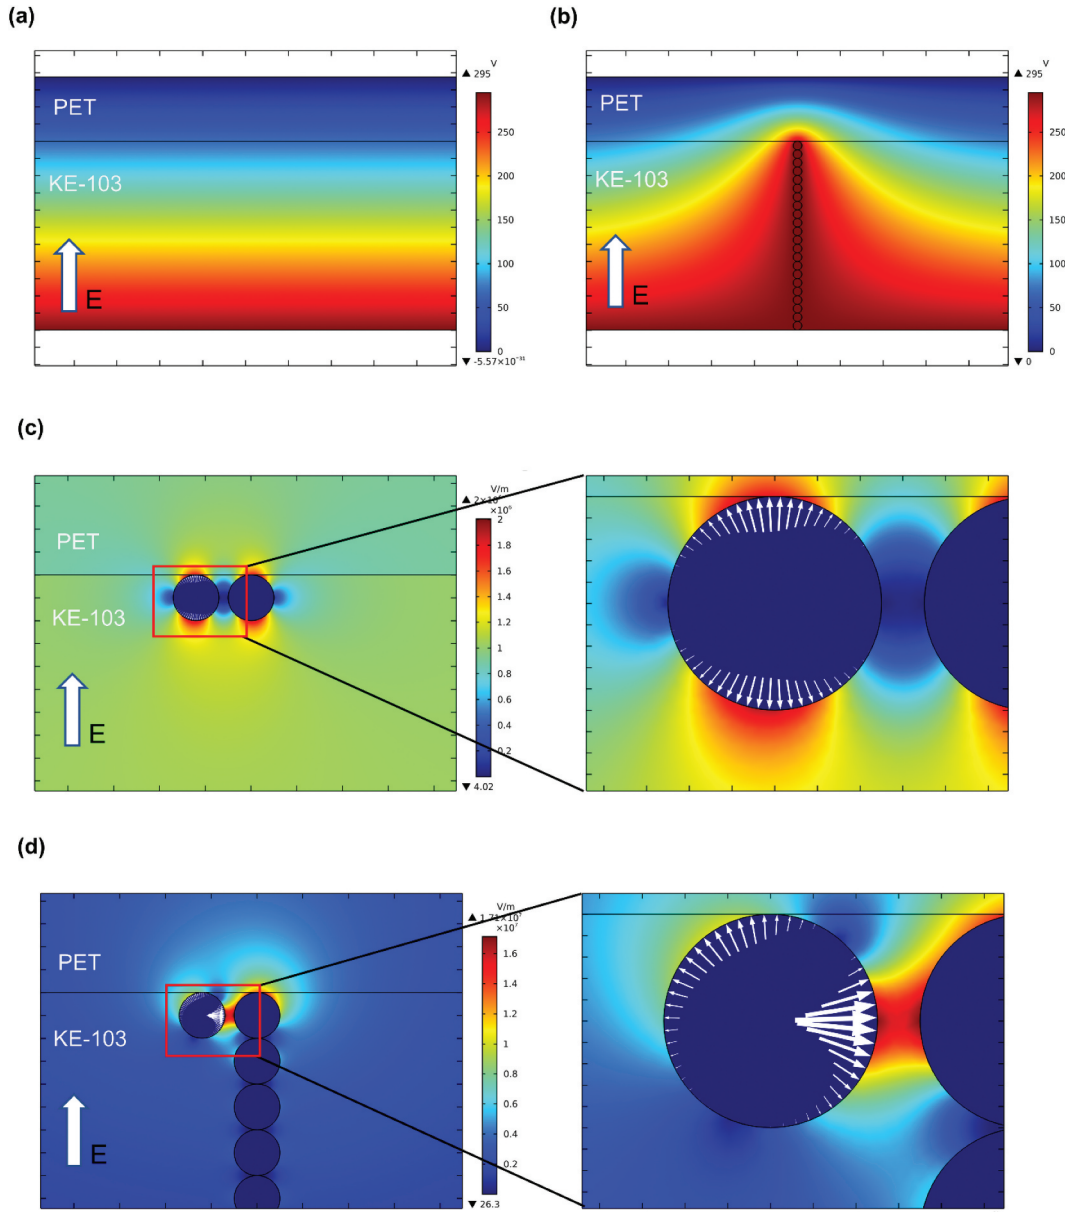 (a)
V
▲ 295
PET
KE-103
E
250
200
150
100
50
0
▼ -5.57×10⁻³¹
(b)
V
▲ 295
PET
KE-103
E
250
200
150
100
50
0
▼ 0
(c)
V/m
×10⁶
PET
KE-103
E
2
1.8
1.6
1.4
1.2
1
0.8
0.6
0.4
0.2
▼ 4.02
(d)
V/m
▲ 1.71×10⁷
×10⁷
PET
KE-103
E
1.6
1.4
1.2
1
0.8
0.6
0.4
0.2
▼ 26.3